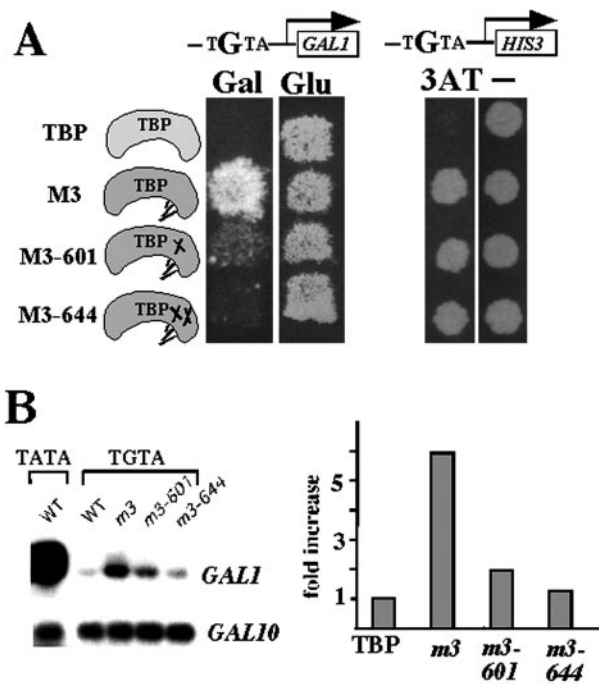 A
– TGTA GAL1
– TGTA HIS3
Gal Glu
3AT –
TBP TBP
M3 TBP
M3-601 TBP X
M3-644 TBP XX
B
TATA TGTA
WT WT m3 m3-601 m3-644
GAL1
GAL10
fold increase
5
3
2
1
TBP m3 m3-601 m3-644